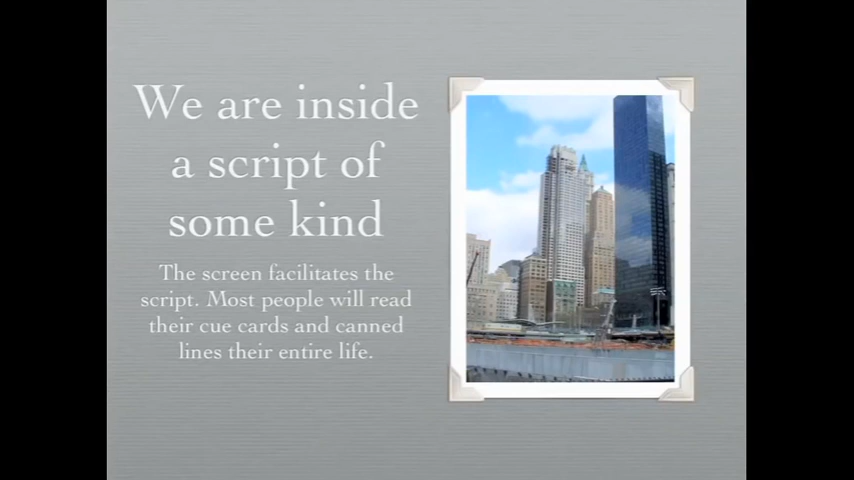 We are inside
a script of
some kind
The screen facilitates the
script. Most people will read
their cue cards and canned
lines their entire life.